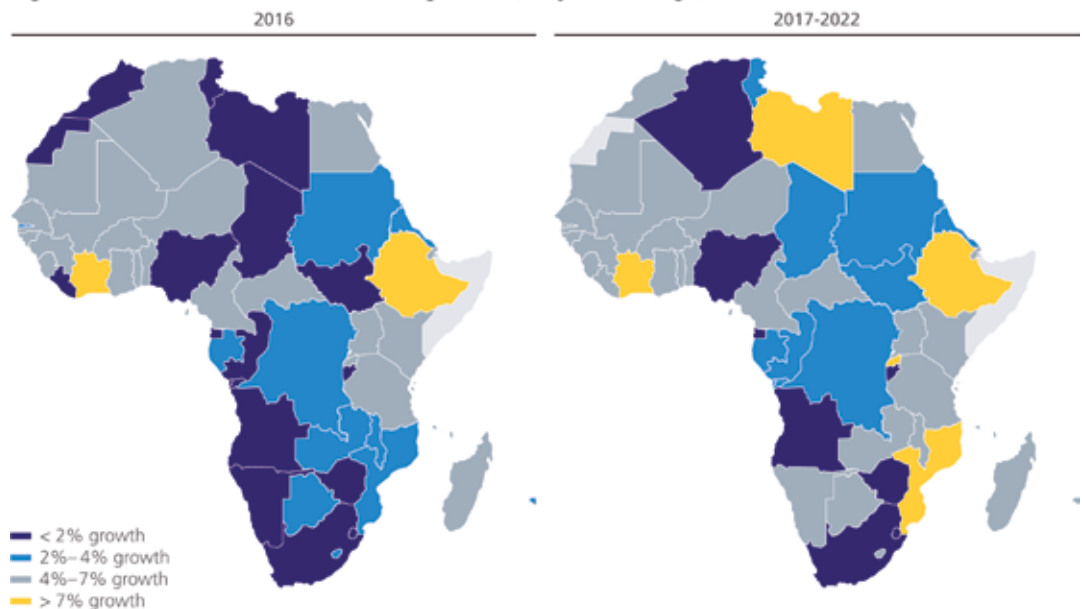 2016
2017-2022
< 2% growth
2%–4% growth
4%–7% growth
> 7% growth